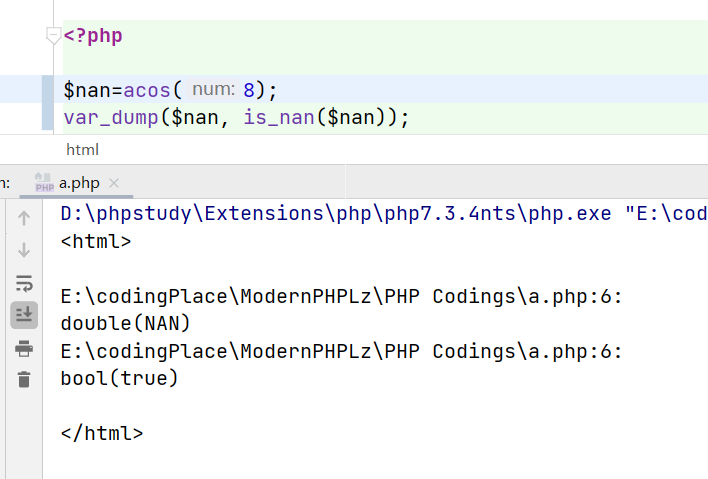 <?php
$nan=acos( num: 8);
var_dump($nan, is_nan($nan));
html
n: a.php
D:\phpstudy\Extensions\php\php7.3.4nts\php.exe "E:\cod
<html>
E:\codingPlace\ModernPHPLz\PHP Codings\a.php:6:
double(NAN)
E:\codingPlace\ModernPHPLz\PHP Codings\a.php:6:
bool(true)
</html>